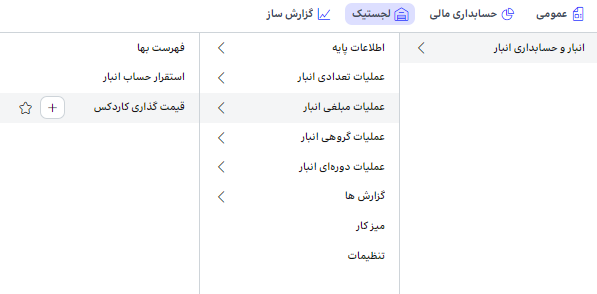 عمومی
حسابداری مالی
لجستیک
گزارش ساز
انبار و حسابداری انبار
اطلاعات پایه
عملیات تعدادی انبار
عملیات مبلغی انبار
عملیات گروهی انبار
عملیات دوره‌ای انبار
گزارش ها
میز کار
تنظیمات
فهرست بها
استقرار حساب انبار
قیمت گذاری کاردکس